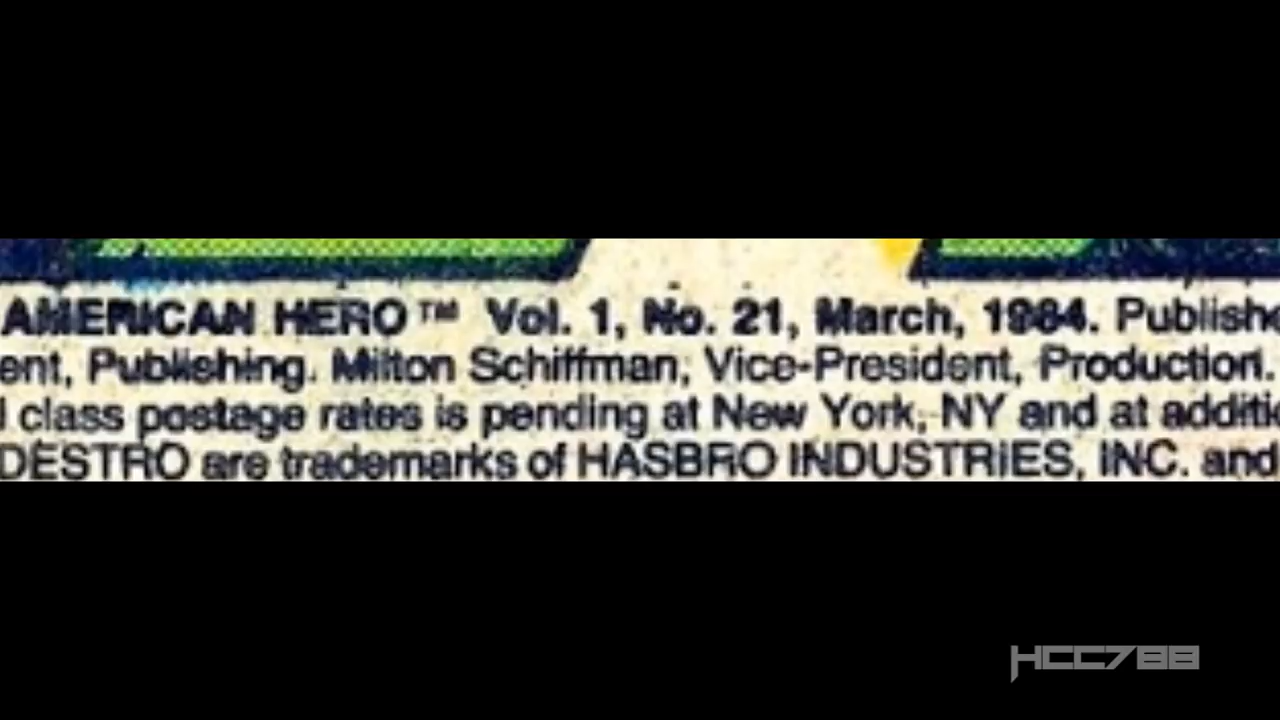 AMERICAN HERO™ Vol. 1, No. 21, March, 1984. Publishe
ent, Publishing. Milton Schiffman, Vice-President, Production.
l class postage rates is pending at New York, NY and at additi
DESTRO are trademarks of HASBRO INDUSTRIES, INC. and
HCC788